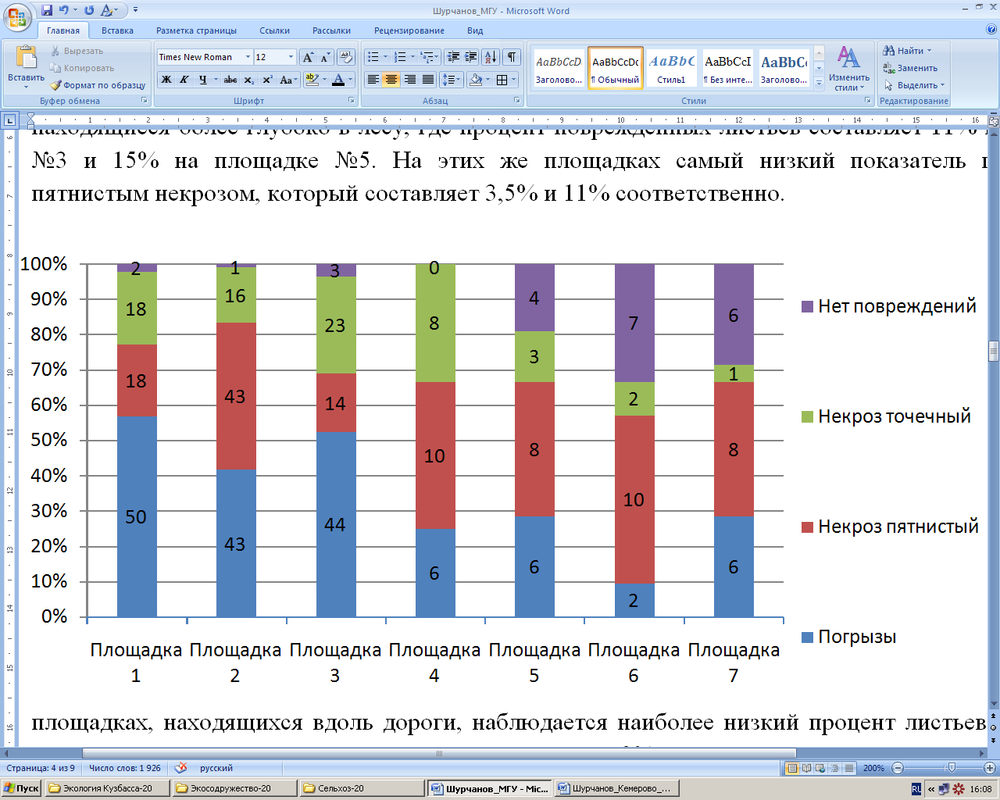 Шурчанов_МГУ - Microsoft Word
Главная Вставка Разметка страницы Ссылки Рассылки Рецензирование Вид
Вставить
Вырезать
Копировать
Формат по образцу
Буфер обмена
Times New Roman 12
Ж К Ч abc x₂ x² Aa
Шрифт
Абзац
AaBbCcD AaBbCcDc AaBbC AaBbCcI AaBbCc
Заголово... ¶ Обычный Стиль1 ¶ Без инте... Заголово...
Изменить стили
Стили
Найти
Заменить
Выделить
Редактирование
1 2 3 4 5 6 7 8 9 10 11 12 13 14 15 16
находящиеся более глубоко в лесу, где процент поврежденных листьев составляет 11%
№3 и 15% на площадке №5. На этих же площадках самый низкий показатель
пятнистым некрозом, который составляет 3,5% и 11% соответственно.
100%
90%
80%
70%
60%
50%
40%
30%
20%
10%
0%
2 1 3 0 4 7 6
18 16 23 8 3 2 1
18 43 14 10 8 10 8
50 43 44 6 6 2 6
Площадка 1
Площадка 2
Площадка 3
Площадка 4
Площадка 5
Площадка 6
Площадка 7
Нет повреждений
Некроз точечный
Некроз пятнистый
Погрызы
площадках, находящихся вдоль дороги, наблюдается наиболее низкий процент листьев
Страница: 4 из 9 Число слов: 1 926 русский 200%
Пуск Экология Кузбасса-20 Экосодружество-20 Сельхоз-20 Шурчанов_МГУ - Mic... Шурчанов_Кемерово_... RU « 16:08